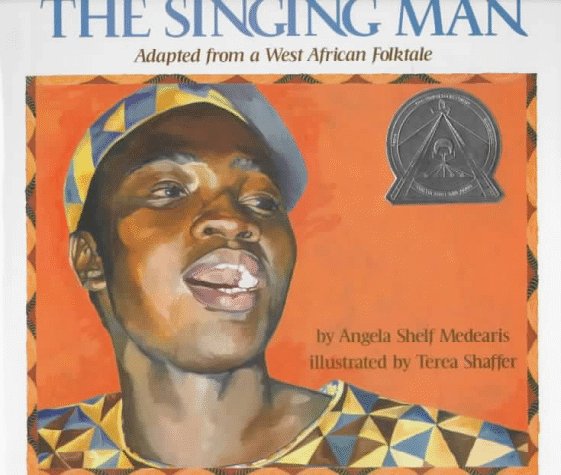 THE SINGING MAN
Adapted from a West African Folktale
by Angela Shelf Medearis
illustrated by Terea Shaffer